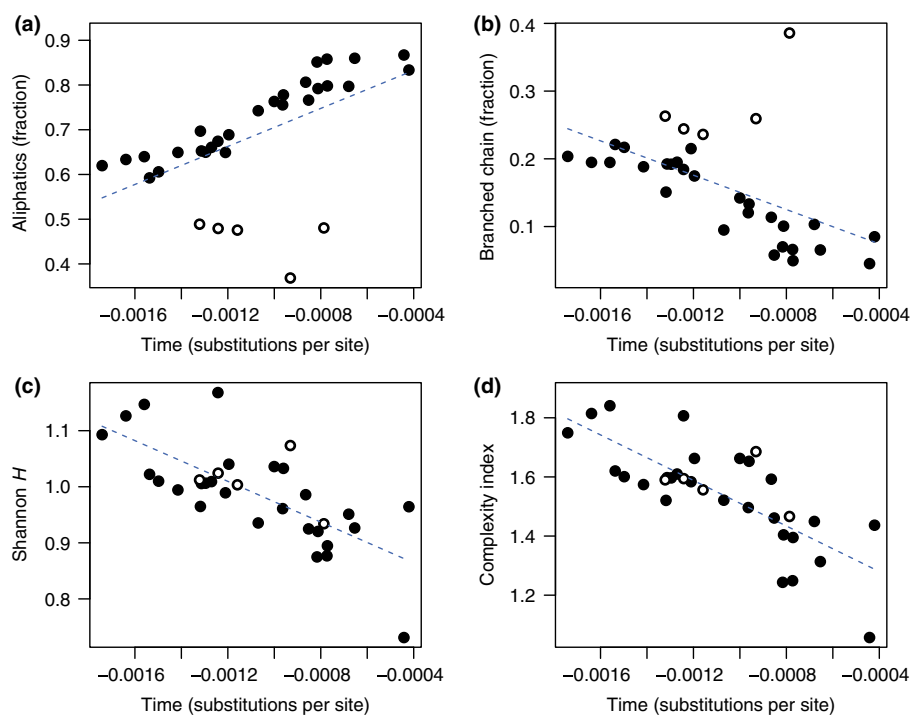 (a)
0.9
0.8
0.7
0.6
0.5
0.4
Aliphatics (fraction)
−0.0016 −0.0012 −0.0008 −0.0004
Time (substitutions per site)
(b)
0.4
0.3
0.2
0.1
Branched chain (fraction)
−0.0016 −0.0012 −0.0008 −0.0004
Time (substitutions per site)
(c)
1.1
1.0
0.9
0.8
Shannon H
−0.0016 −0.0012 −0.0008 −0.0004
Time (substitutions per site)
(d)
1.8
1.6
1.4
1.2
Complexity index
−0.0016 −0.0012 −0.0008 −0.0004
Time (substitutions per site)